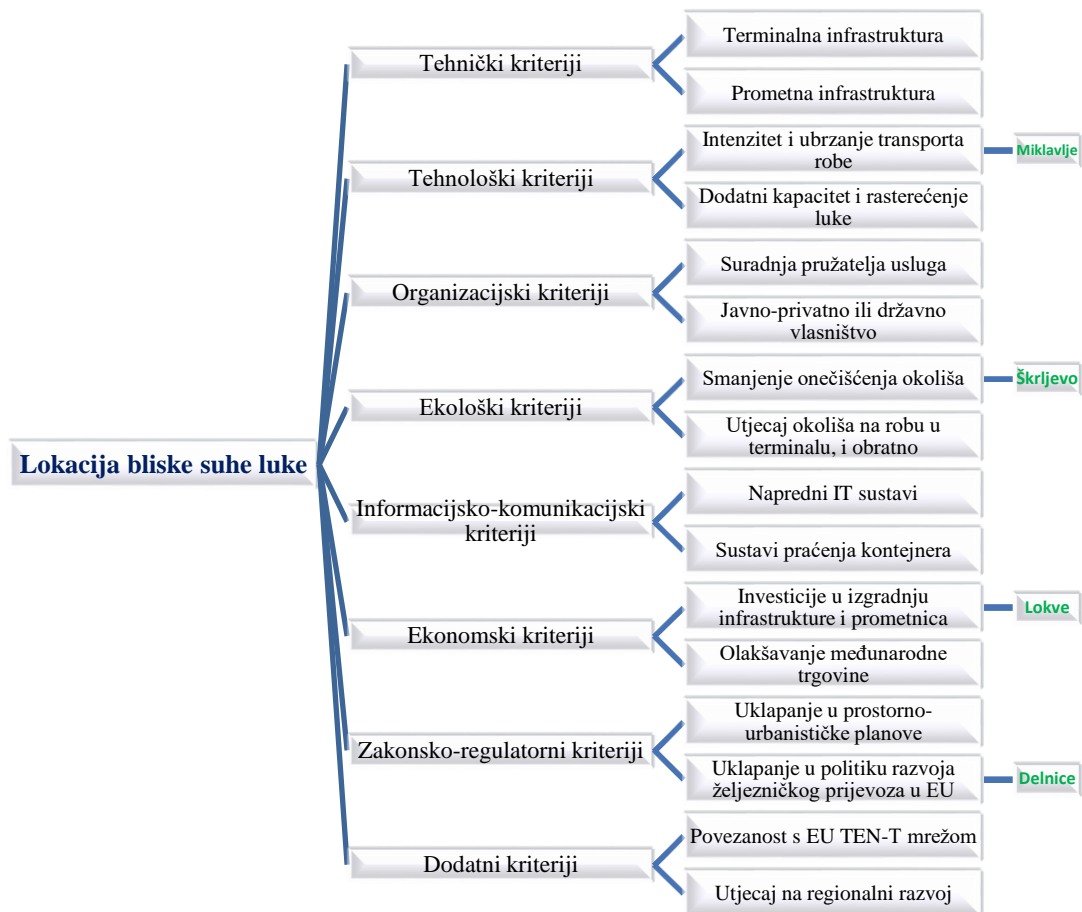 Lokacija bliske suhe luke
Tehnički kriteriji
Terminalna infrastruktura
Prometna infrastruktura
Tehnološki kriteriji
Intenzitet i ubrzanje transporta
robe
Miklavlje
Dodatni kapacitet i rasterećenje
luke
Organizacijski kriteriji
Suradnja pružatelja usluga
Javno-privatno ili državno
vlasništvo
Ekološki kriteriji
Smanjenje onečišćenja okoliša
Škrljevo
Utjecaj okoliša na robu u
terminalu, i obratno
Informacijsko-komunikacijski
kriteriji
Napredni IT sustavi
Sustavi praćenja kontejnera
Ekonomski kriteriji
Investicije u izgradnju
infrastrukture i prometnica
Lokve
Olakšavanje međunarodne
trgovine
Zakonsko-regulatorni kriteriji
Uklapanje u prostorno-
urbanističke planove
Uklapanje u politiku razvoja
željezničkog prijevoza u EU
Delnice
Dodatni kriteriji
Povezanost s EU TEN-T mrežom
Utjecaj na regionalni razvoj